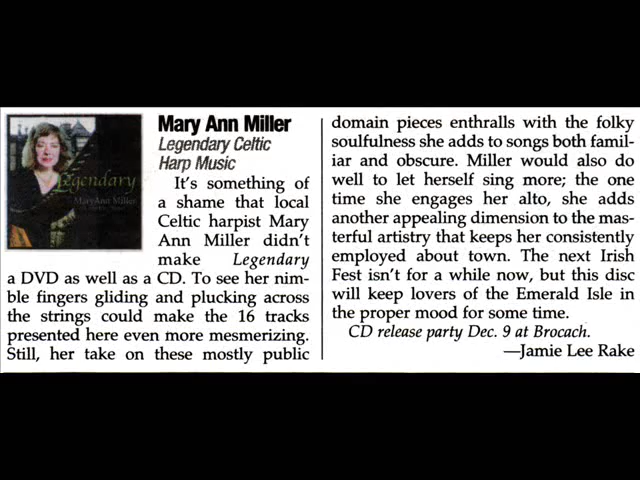 Legendary
MaryAnn Miller
Mary Ann Miller
Legendary Celtic
Harp Music
It's something of
a shame that local
Celtic harpist Mary
Ann Miller didn't
make Legendary
a DVD as well as a CD. To see her nim-
ble fingers gliding and plucking across
the strings could make the 16 tracks
presented here even more mesmerizing.
Still, her take on these mostly public
domain pieces enthralls with the folky
soulfulness she adds to songs both famil-
iar and obscure. Miller would also do
well to let herself sing more; the one
time she engages her alto, she adds
another appealing dimension to the mas-
terful artistry that keeps her consistently
employed about town. The next Irish
Fest isn't for a while now, but this disc
will keep lovers of the Emerald Isle in
the proper mood for some time.
CD release party Dec. 9 at Brocach.
—Jamie Lee Rake